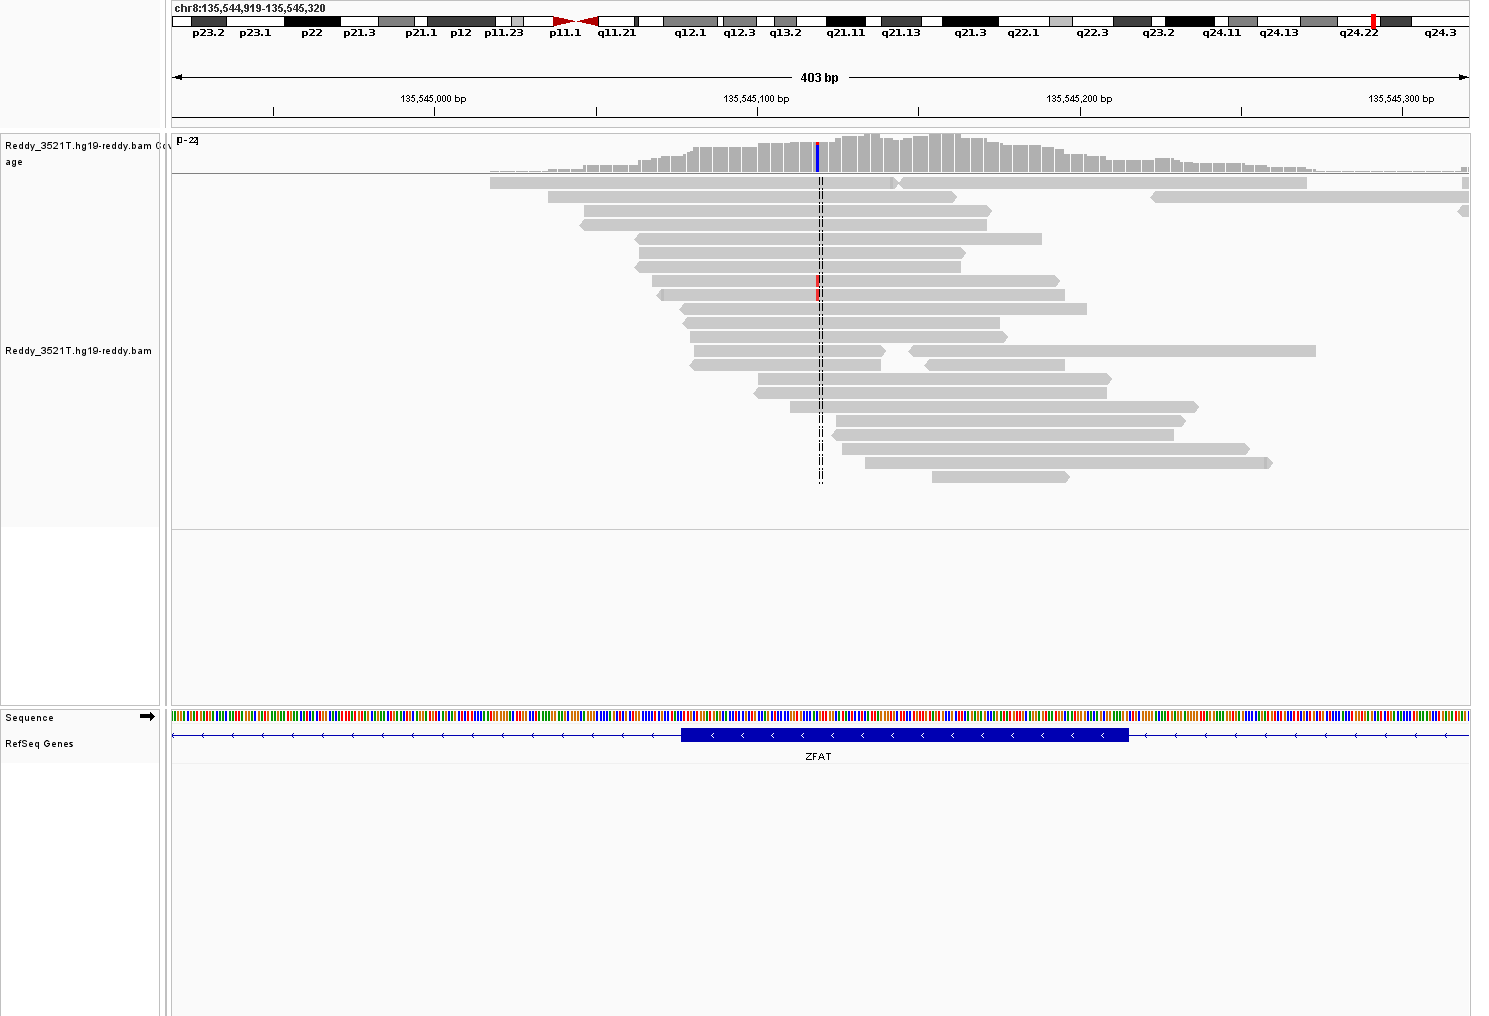 chr8:135,544,919-135,545,320
p23.2 p23.1 p22 p21.3 p21.1 p12 p11.23 p11.1 q11.21 q12.1 q12.3 q13.2 q21.11 q21.13 q21.3 q22.1 q22.3 q23.2 q24.11 q24.13 q24.22 q24.3
403 bp
135,545,000 bp 135,545,100 bp 135,545,200 bp 135,545,300 bp
Reddy_3521T.hg19-reddy.bam Cov
age
[0-22]
Reddy_3521T.hg19-reddy.bam
Sequence
RefSeq Genes
ZFAT